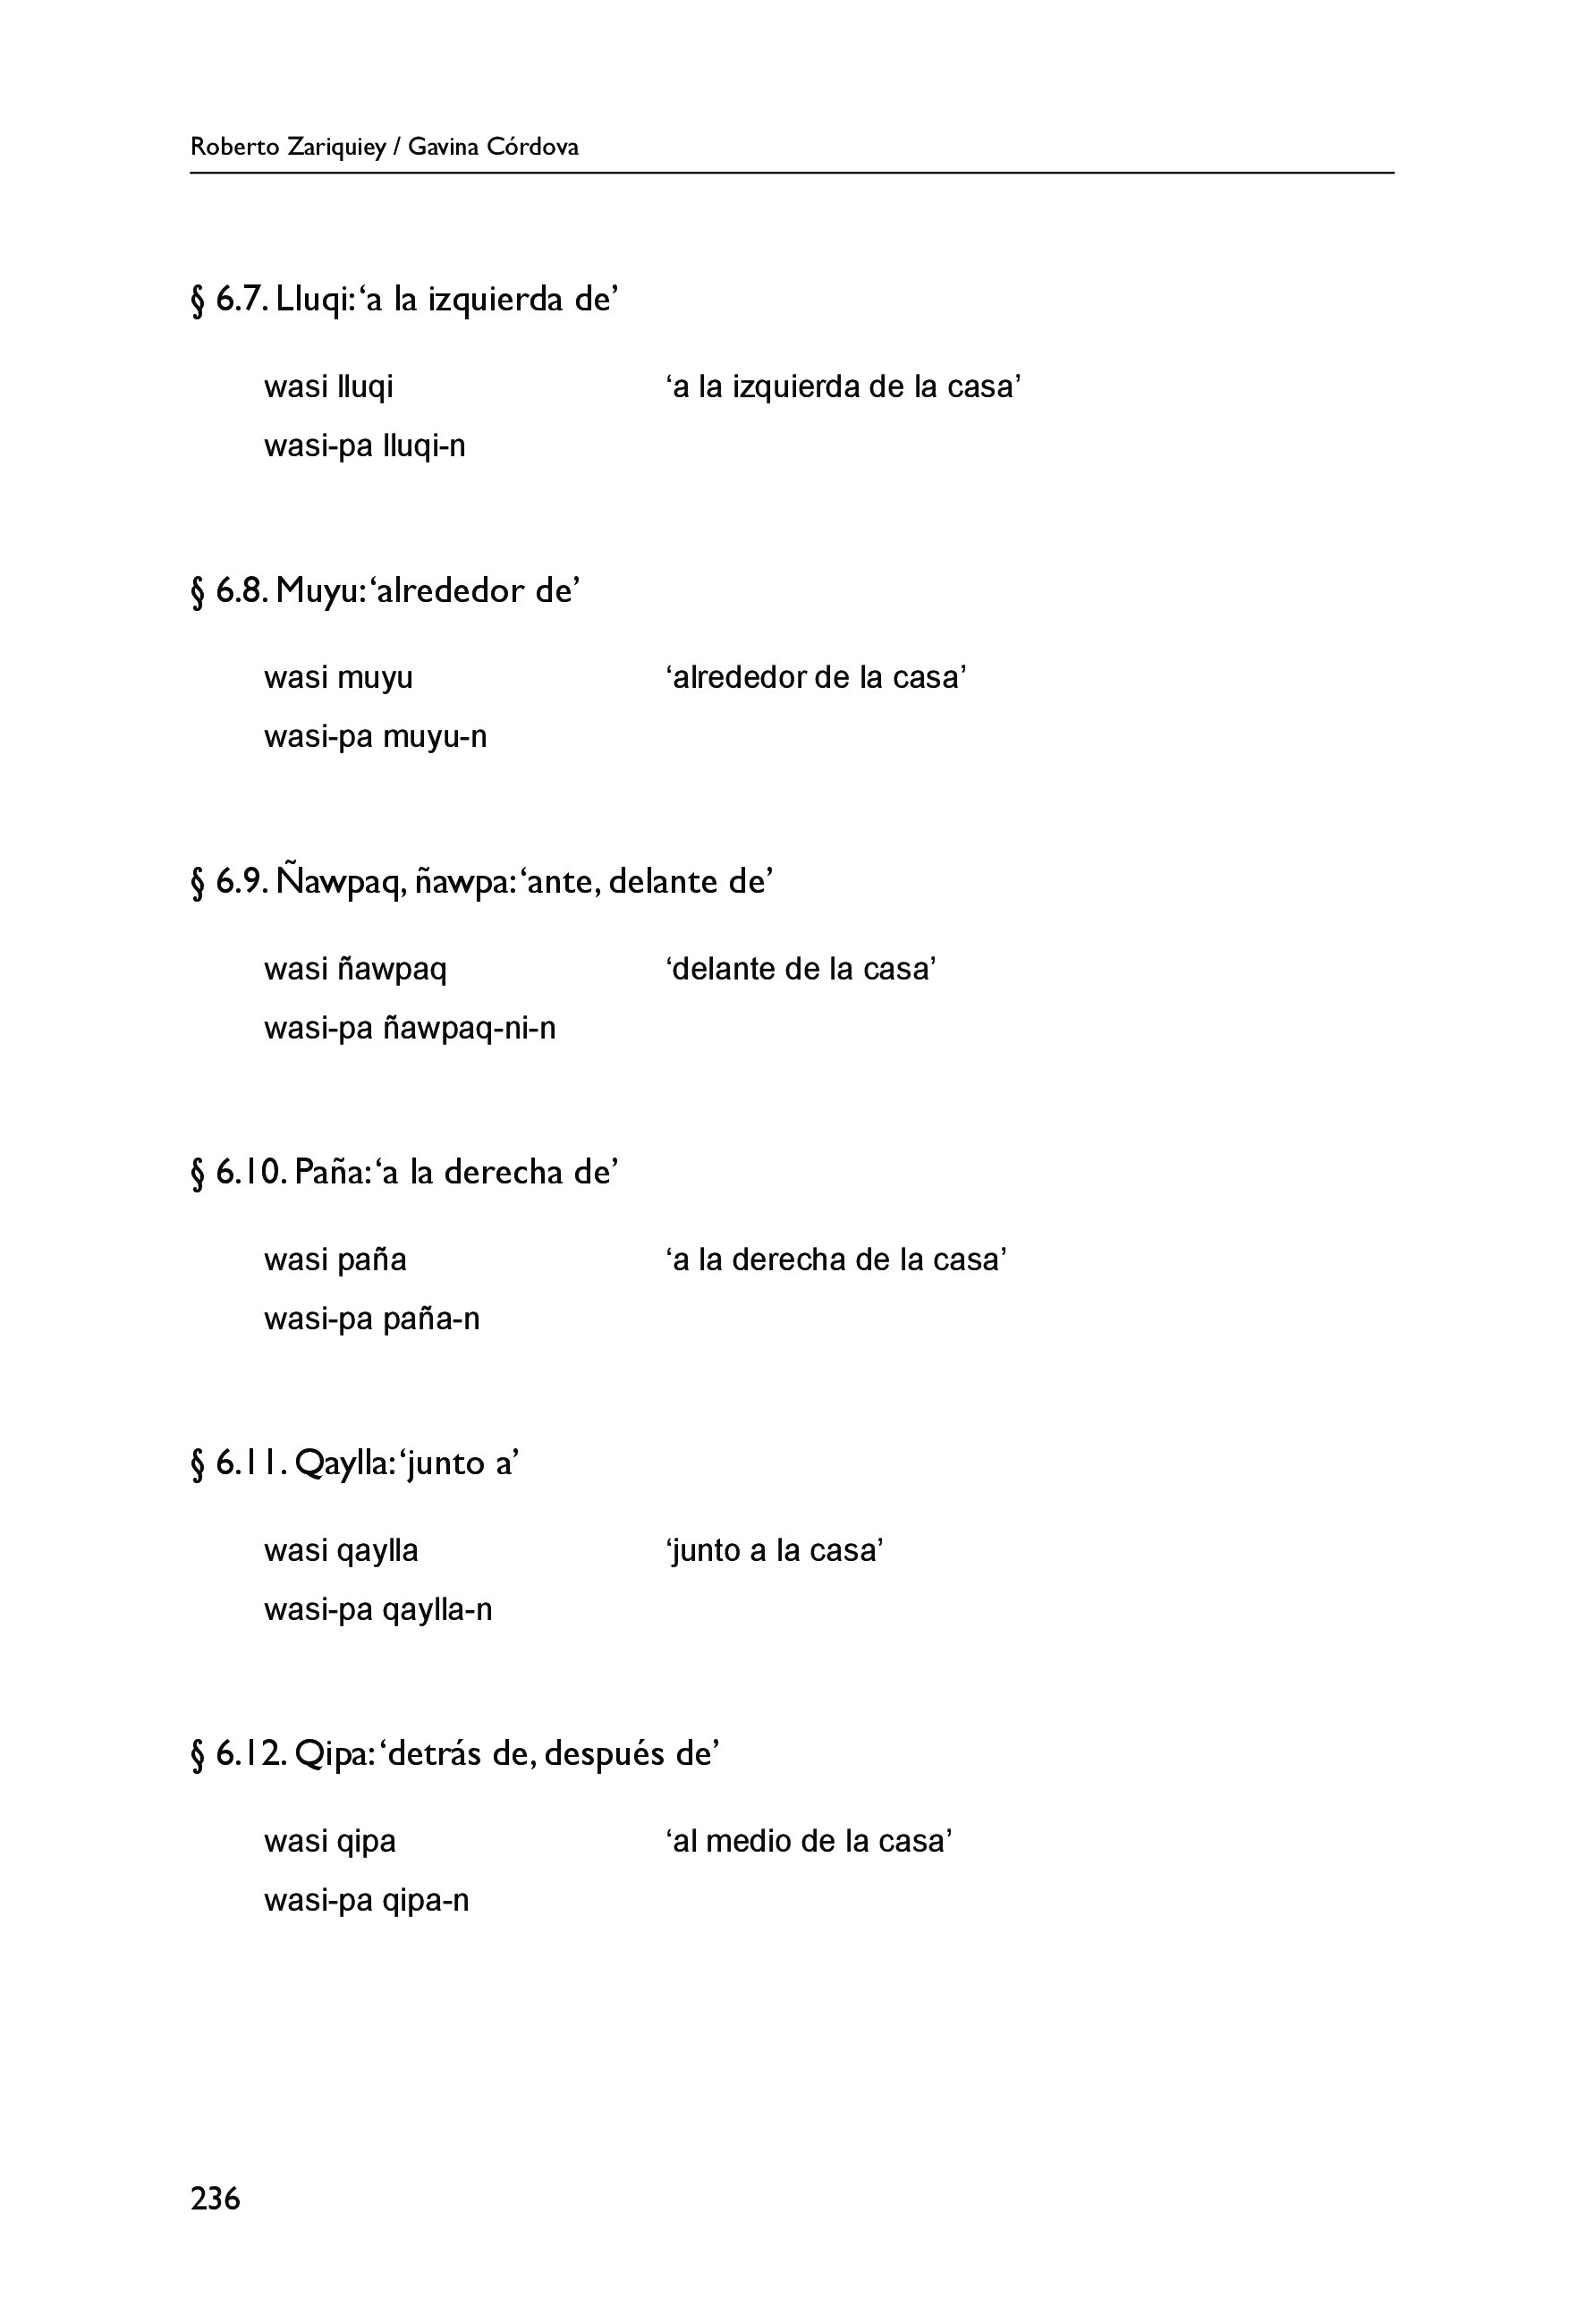 Roberto Zariquiey / Gavina Córdova
§ 6.7. Lluqi: ‘a la izquierda de’
wasi lluqi ‘a la izquierda de la casa’
wasi-pa lluqi-n
§ 6.8. Muyu: ‘alrededor de’
wasi muyu ‘alrededor de la casa’
wasi-pa muyu-n
§ 6.9. Ñawpaq, ñawpa: ‘ante, delante de’
wasi ñawpaq ‘delante de la casa’
wasi-pa ñawpaq-ni-n
§ 6.10. Paña: ‘a la derecha de’
wasi paña ‘a la derecha de la casa’
wasi-pa paña-n
§ 6.11. Qaylla: ‘junto a’
wasi qaylla ‘junto a la casa’
wasi-pa qaylla-n
§ 6.12. Qipa: ‘detrás de, después de’
wasi qipa ‘al medio de la casa’
wasi-pa qipa-n
236